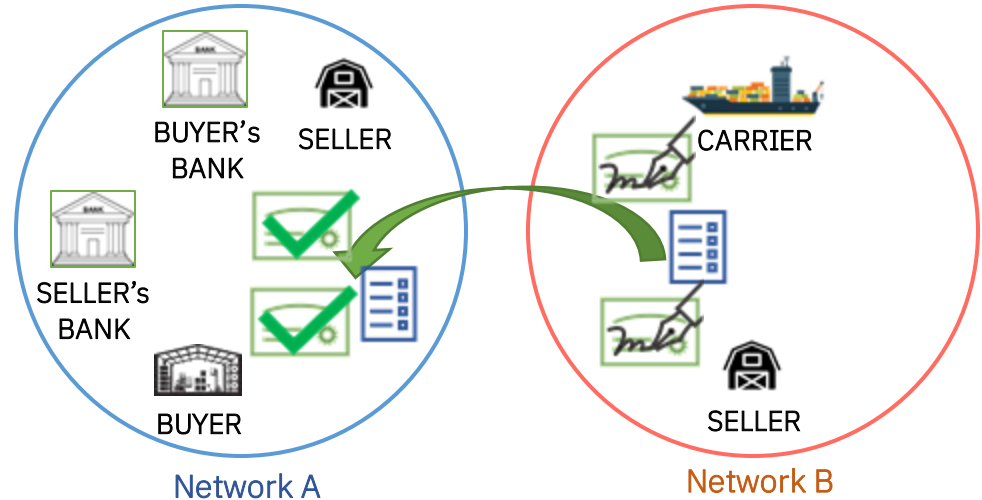 BANK
BUYER's
BANK
SELLER
BANK
SELLER's
BANK
BUYER
Network A
CARRIER
SELLER
Network B